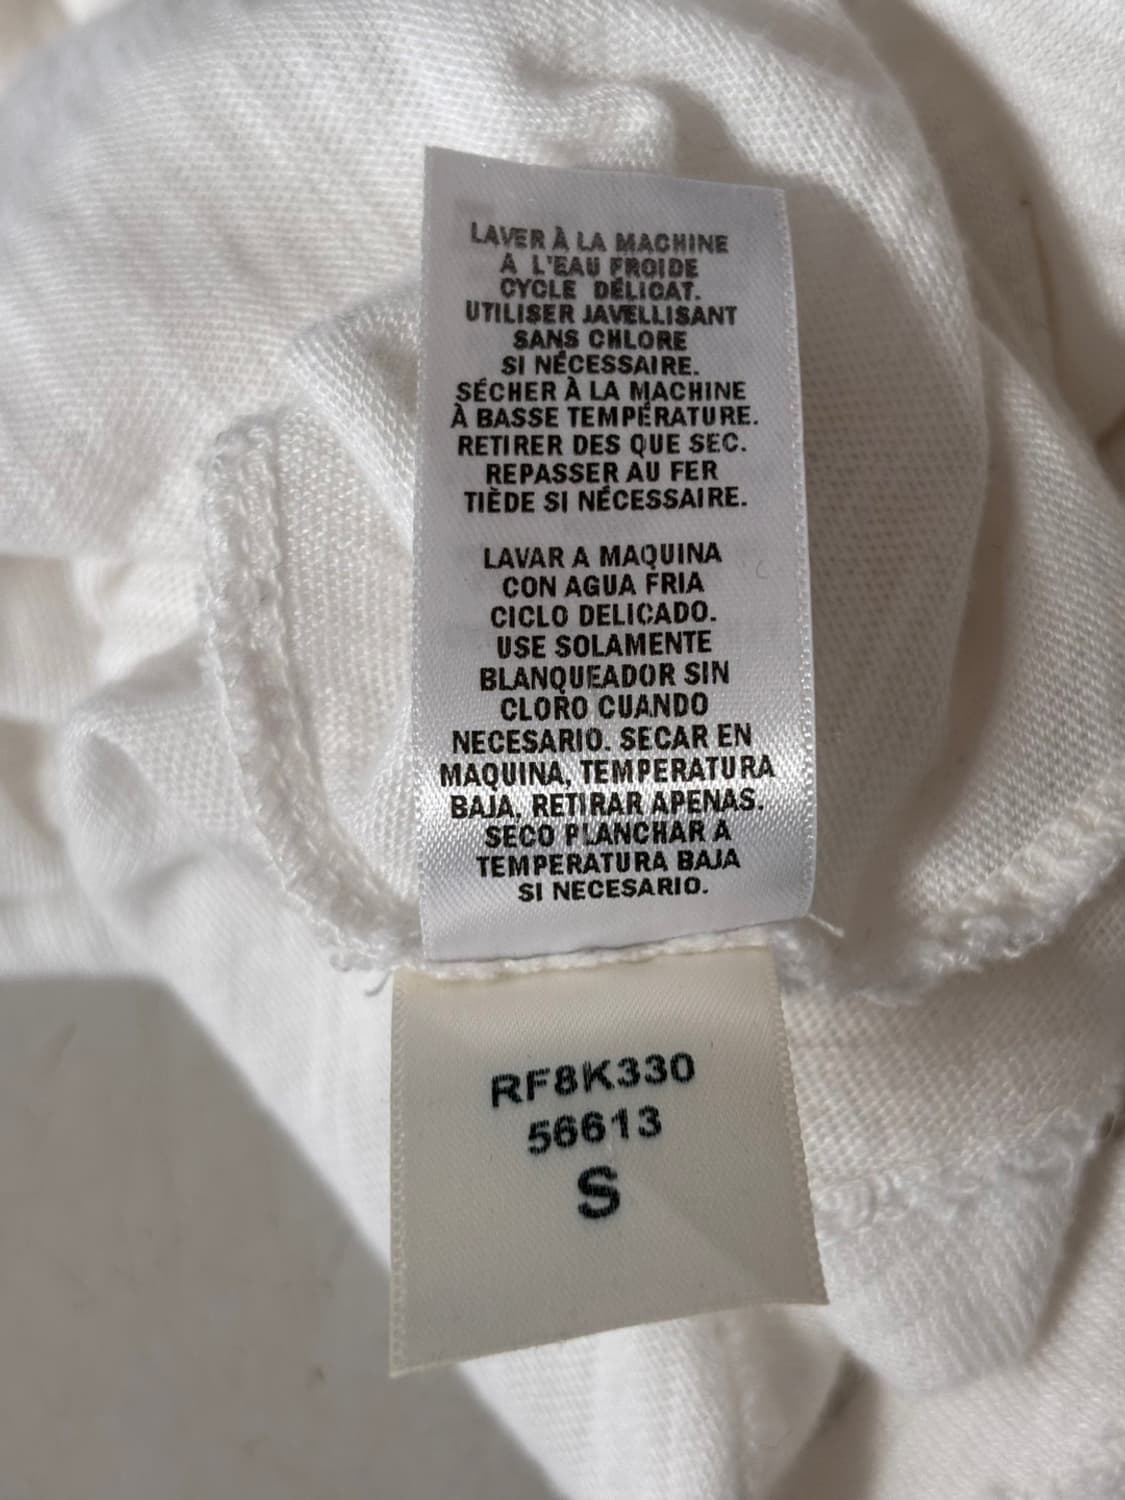 LAVER À LA MACHINE
A L'EAU FROIDE
CYCLE DÉLICAT.
UTILISER JAVELLISANT
SANS CHLORE
SI NÉCESSAIRE.
SÉCHER À LA MACHINE
À BASSE TEMPÉRATURE.
RETIRER DES QUE SEC.
REPASSER AU FER
TIÈDE SI NÉCESSAIRE.
LAVAR A MAQUINA
CON AGUA FRIA
CICLO DELICADO.
USE SOLAMENTE
BLANQUEADOR SIN
CLORO CUANDO
NECESARIO. SECAR EN
MAQUINA, TEMPERATURA
BAJA, RETIRAR APENAS.
SECO PLANCHAR A
TEMPERATURA BAJA
SI NECESARIO.
RF8K330
56613
S